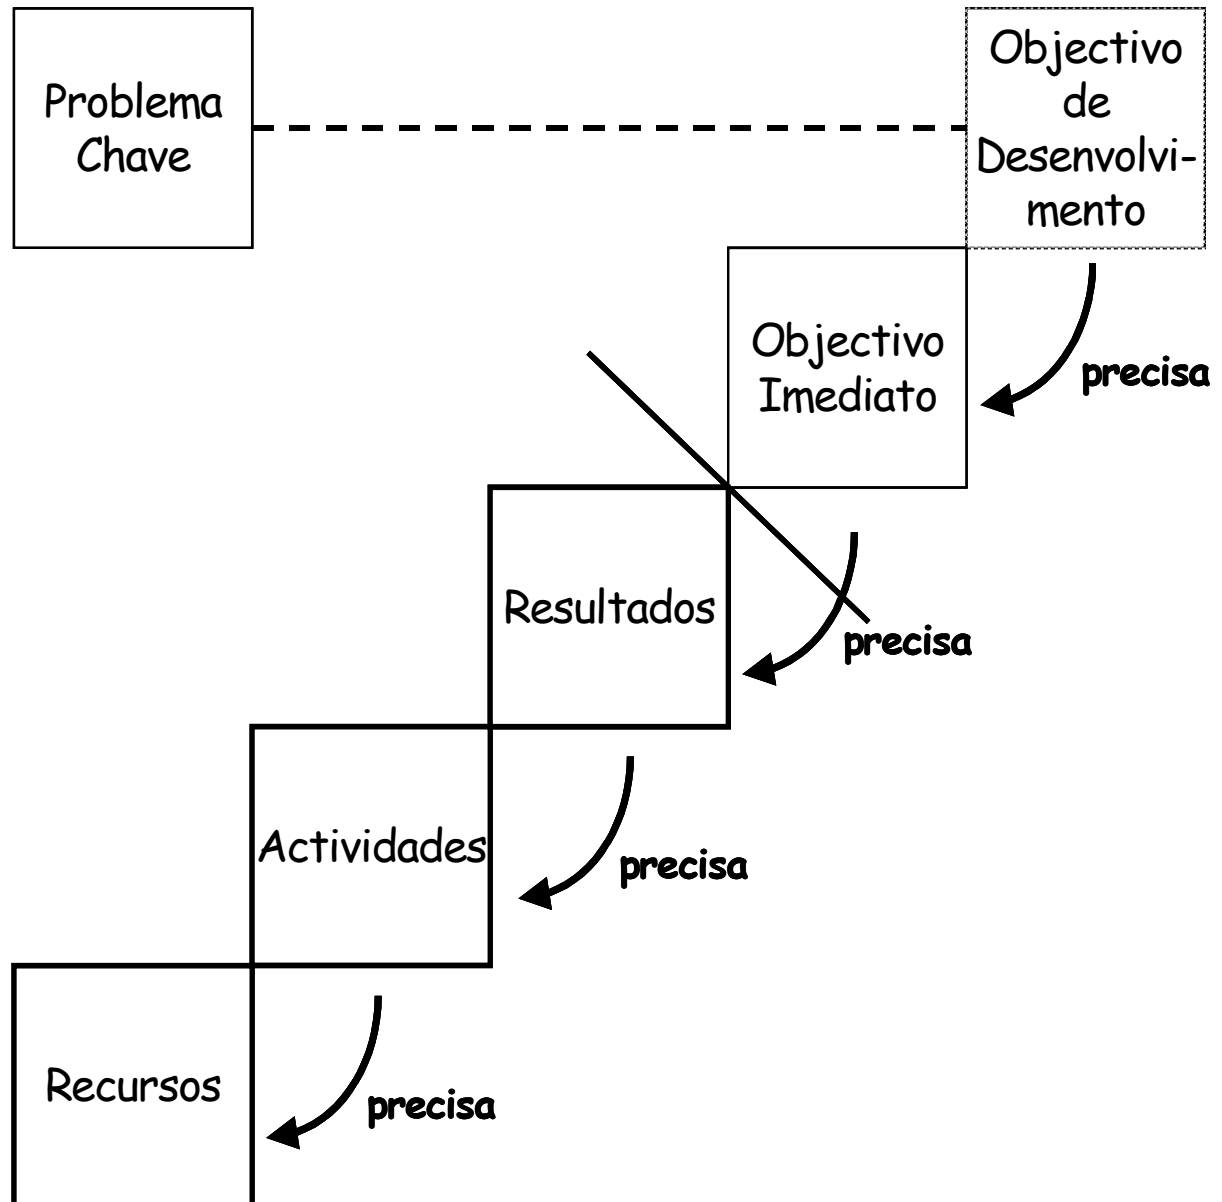 Problema
Chave
Objectivo
de
Desenvolvi-
mento
Objectivo
Imediato
precisa
Resultados
precisa
Actividades
precisa
Recursos
precisa